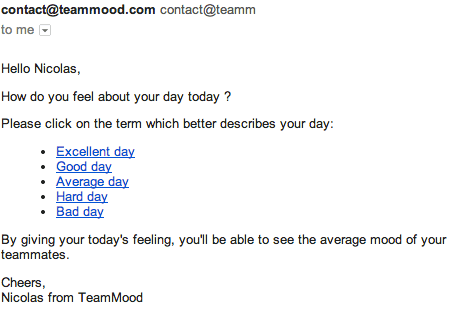 contact@teammood.com contact@teamm
to me
Hello Nicolas,
How do you feel about your day today ?
Please click on the term which better describes your day:
• Excellent day
• Good day
• Average day
• Hard day
• Bad day
By giving your today's feeling, you'll be able to see the average mood of your
teammates.
Cheers,
Nicolas from TeamMood